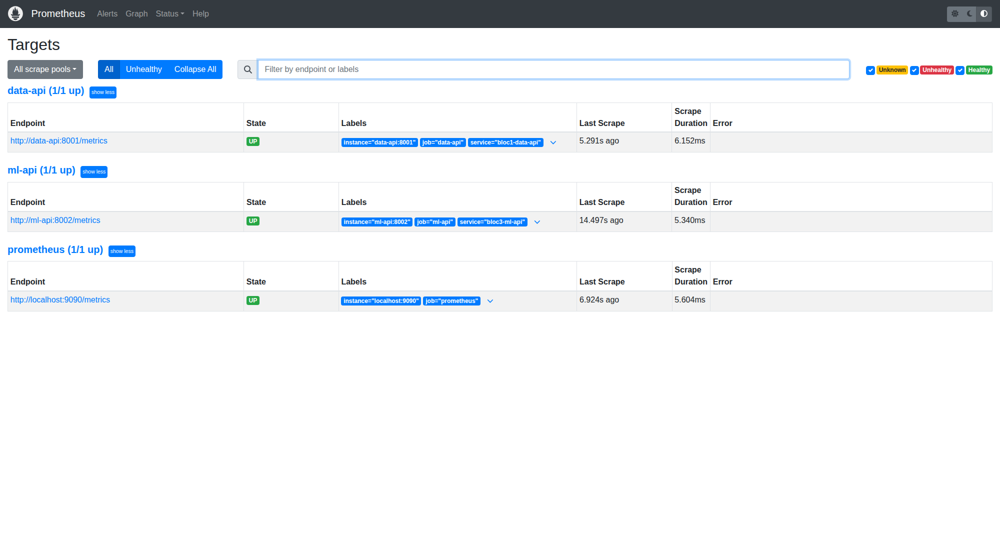 Prometheus Alerts Graph Status Help
Targets
All scrape pools All Unhealthy Collapse All Filter by endpoint or labels Unknown Unhealthy Healthy
data-api (1/1 up) show less
Endpoint State Labels Last Scrape Scrape Duration Error
http://data-api:8001/metrics UP instance="data-api:8001" job="data-api" service="bloc1-data-api" 5.291s ago 6.152ms
ml-api (1/1 up) show less
Endpoint State Labels Last Scrape Scrape Duration Error
http://ml-api:8002/metrics UP instance="ml-api:8002" job="ml-api" service="bloc3-ml-api" 14.497s ago 5.340ms
prometheus (1/1 up) show less
Endpoint State Labels Last Scrape Scrape Duration Error
http://localhost:9090/metrics UP instance="localhost:9090" job="prometheus" 6.924s ago 5.604ms